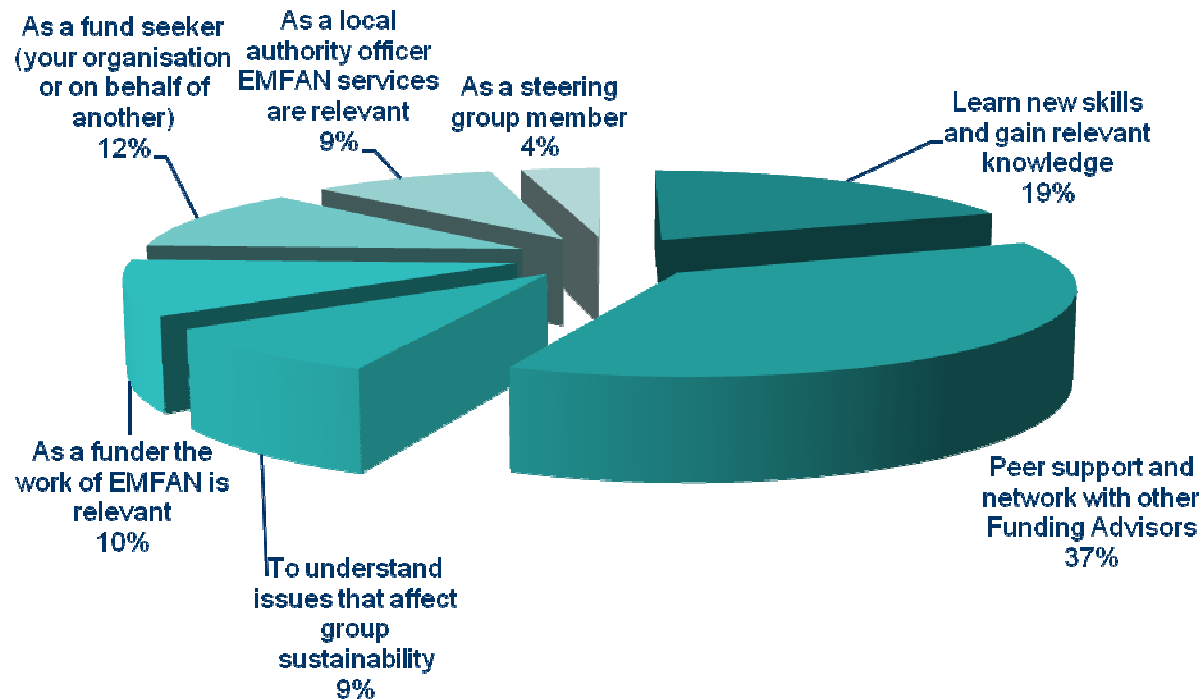 As a fund seeker
(your organisation
or on behalf of
another)
12%
As a local
authority officer
EMFAN services
are relevant
9%
As a steering
group member
4%
Learn new skills
and gain relevant
knowledge
19%
Peer support and
network with other
Funding Advisors
37%
To understand
issues that affect
group
sustainability
9%
As a funder the
work of EMFAN is
relevant
10%